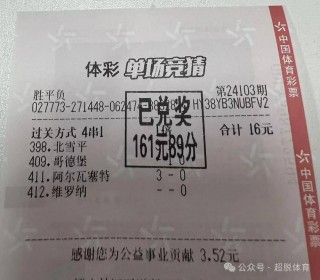 体彩 单场竞猜
胜平负
第24103期
027773-271448-062474
HY38YB3NUBFV2
已兑奖
161元89分
过关方式 4串1
合计 16元
398. 北雪平
409. 哥德堡
411. 阿尔瓦塞特 3-0
412. 维罗纳
感谢您为公益事业贡献 3.52元
中国体育彩票
中国体育彩票
公众号·超脱体育